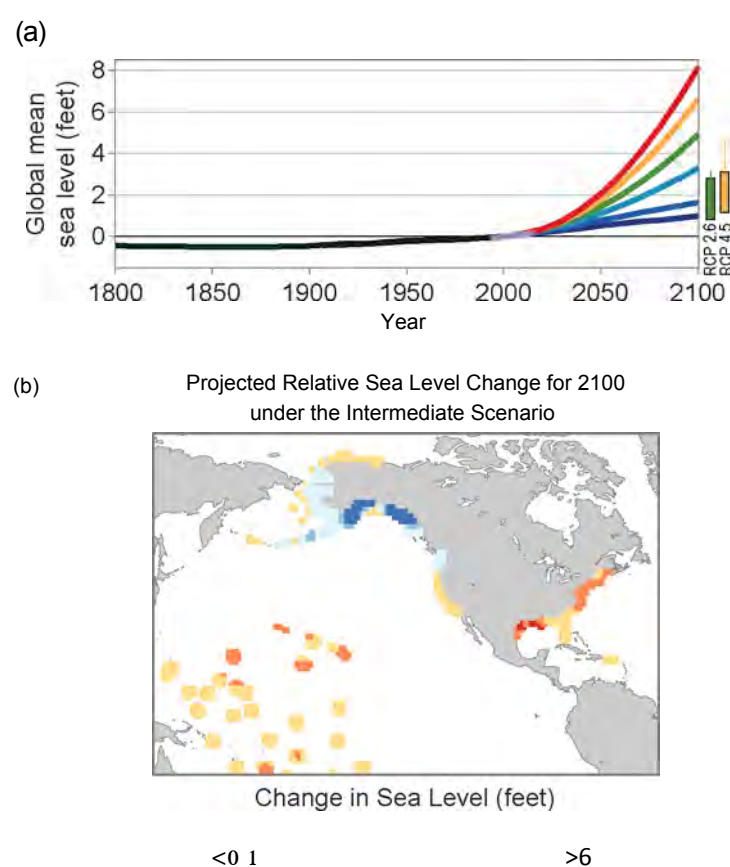 (a)
Global mean
sea level (feet)
8
6
4
2
0
1800 1850 1900 1950 2000 2050 2100
Year
RCP 2.6
RCP 4.5
(b)
Projected Relative Sea Level Change for 2100
under the Intermediate Scenario
Change in Sea Level (feet)
<0 1 >6